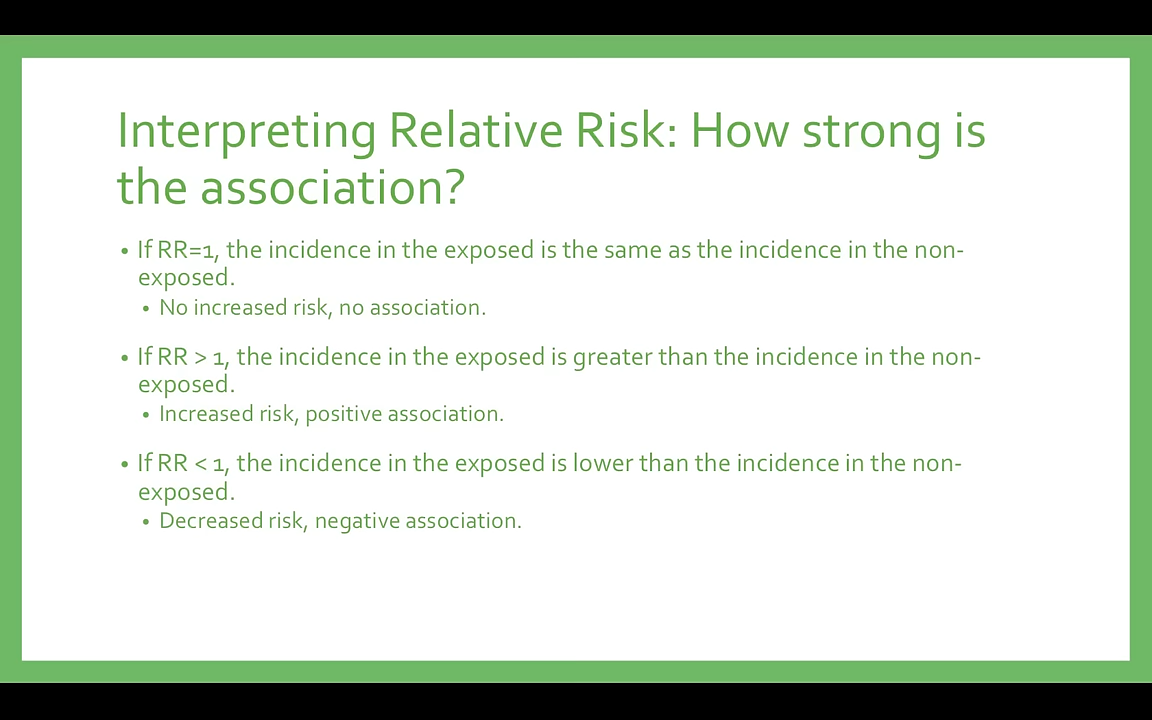 Interpreting Relative Risk: How strong is
the association?
• If RR=1, the incidence in the exposed is the same as the incidence in the non-
exposed.
• No increased risk, no association.
• If RR > 1, the incidence in the exposed is greater than the incidence in the non-
exposed.
• Increased risk, positive association.
• If RR < 1, the incidence in the exposed is lower than the incidence in the non-
exposed.
• Decreased risk, negative association.